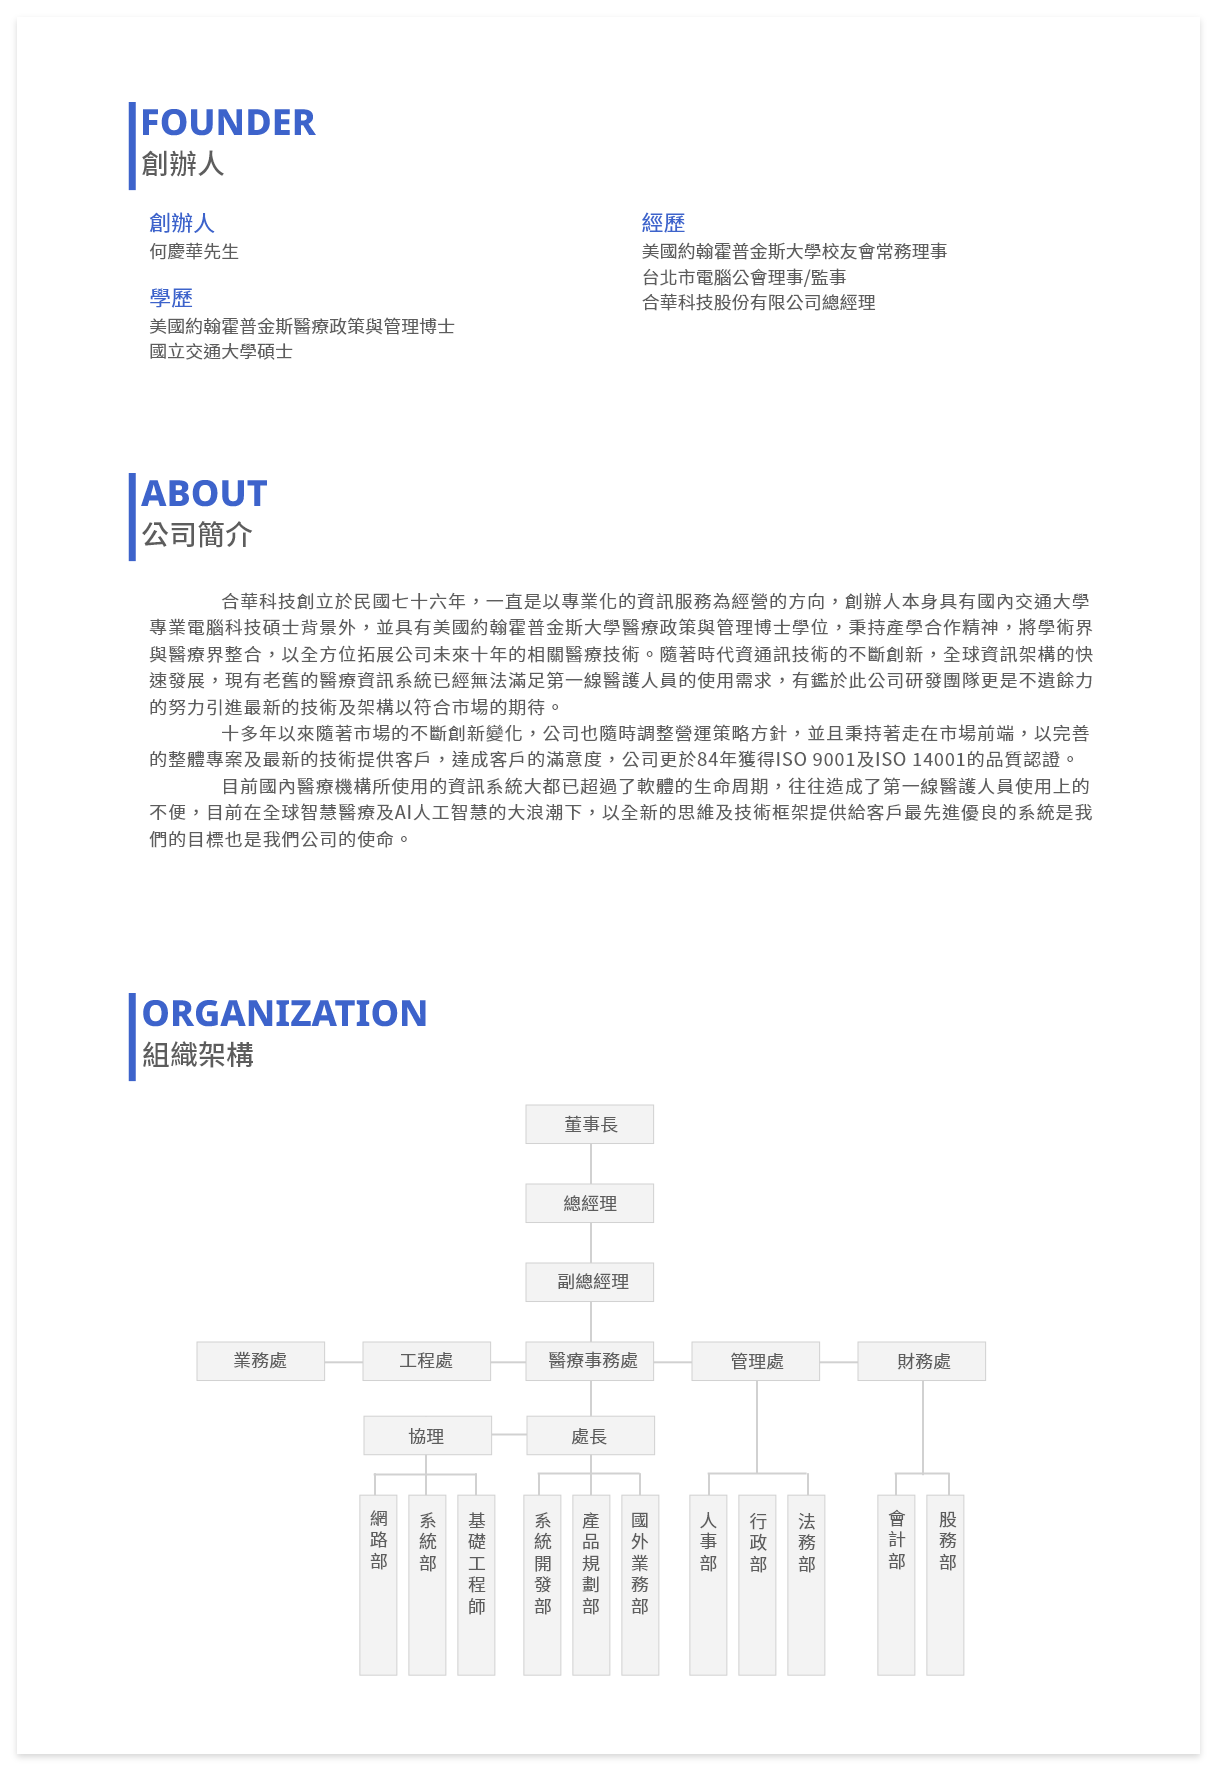 FOUNDER
創辦人
創辦人
何慶華先生
學歷
美國約翰霍普金斯醫療政策與管理博士
國立交通大學碩士
經歷
美國約翰霍普金斯大學校友會常務理事
台北市電腦公會理事/監事
合華科技股份有限公司總經理
ABOUT
公司簡介
合華科技創立於民國七十六年，一直是以專業化的資訊服務為經營的方向，創辦人本身具有國內交通大學
專業電腦科技碩士背景外，並具有美國約翰霍普金斯大學醫療政策與管理博士學位，秉持產學合作精神，將學術界
與醫療界整合，以全方位拓展公司未來十年的相關醫療技術。隨著時代資通訊技術的不斷創新，全球資訊架構的快
速發展，現有老舊的醫療資訊系統已經無法滿足第一線醫護人員的使用需求，有鑑於此公司研發團隊更是不遺餘力
的努力引進最新的技術及架構以符合市場的期待。
十多年以來隨著市場的不斷創新變化，公司也隨時調整營運策略方針，並且秉持著走在市場前端，以完善
的整體專案及最新的技術提供客戶，達成客戶的滿意度，公司更於84年獲得ISO 9001及ISO 14001的品質認證。
目前國內醫療機構所使用的資訊系統大都已超過了軟體的生命周期，往往造成了第一線醫護人員使用上的
不便，目前在全球智慧醫療及AI人工智慧的大浪潮下，以全新的思維及技術框架提供給客戶最先進優良的系統是我
們的目標也是我們公司的使命。
ORGANIZATION
組織架構
董事長
總經理
副總經理
業務處
工程處
醫療事務處
管理處
財務處
協理
處長
網路部
系統部
基礎工程師
系統開發部
產品規劃部
國外業務部
人事部
行政部
法務部
會計部
股務部